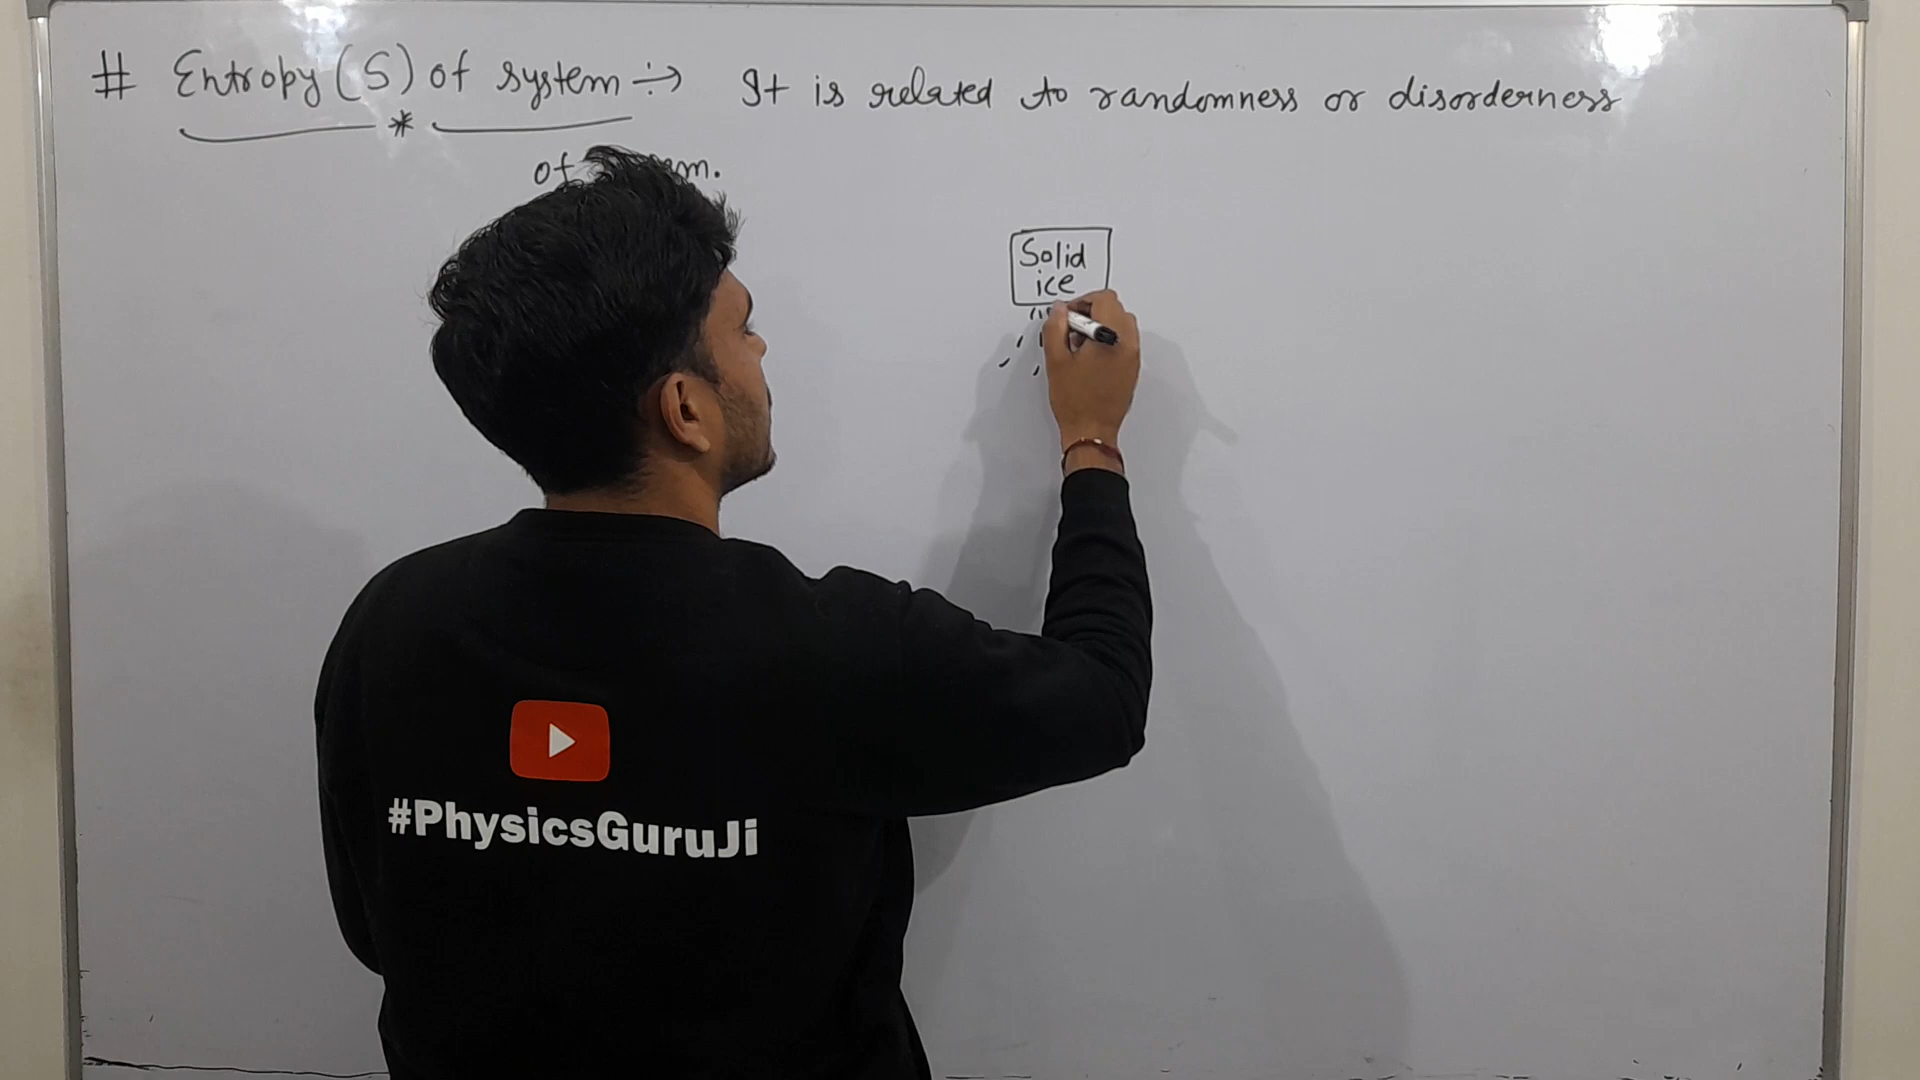 # Entropy (S) of system ÷→ It is related to randomness or disorderness
of
Solid
ice
#PhysicsGuruJi